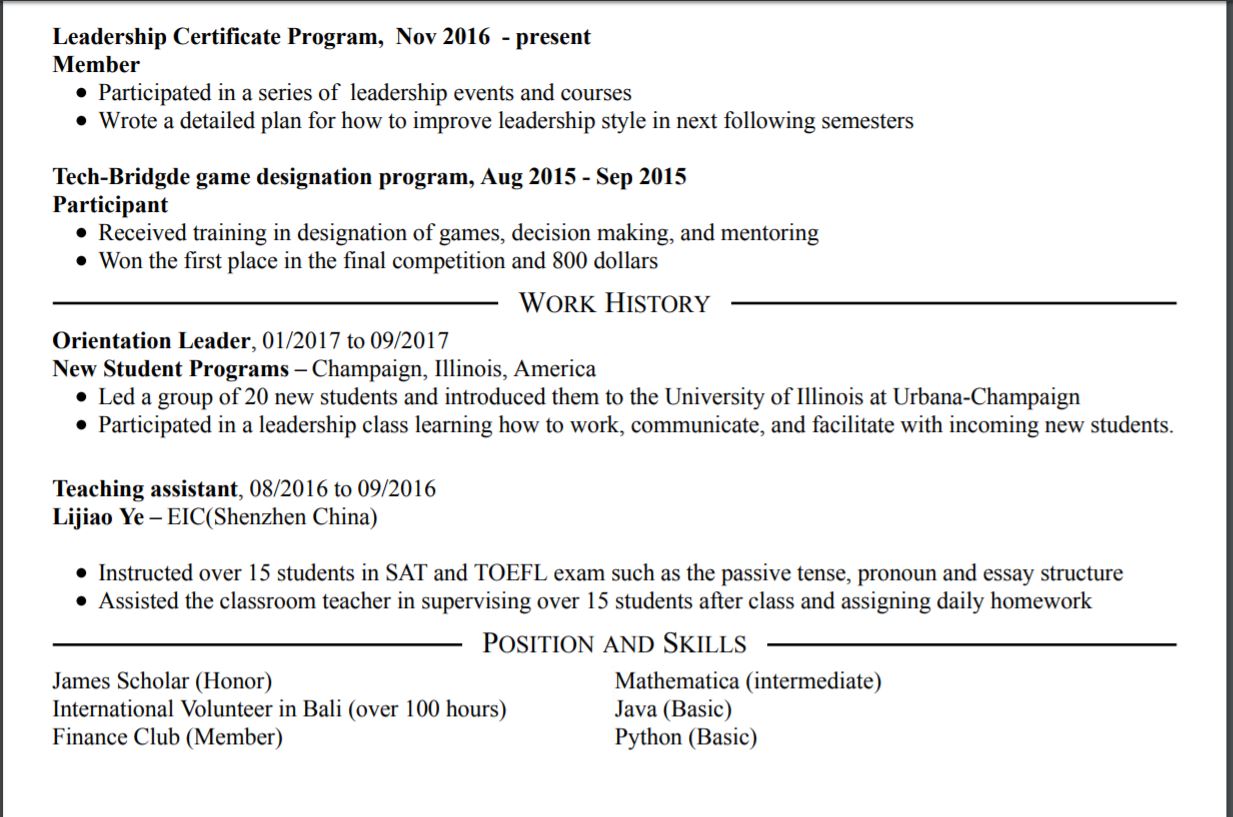 Leadership Certificate Program,  Nov 2016  - present
Member
● Participated in a series of  leadership events and courses
● Wrote a detailed plan for how to improve leadership style in next following semesters
Tech-Bridgde game designation program, Aug 2015 - Sep 2015
Participant
● Received training in designation of games, decision making, and mentoring
● Won the first place in the final competition and 800 dollars
WORK HISTORY
Orientation Leader, 01/2017 to 09/2017
New Student Programs – Champaign, Illinois, America
● Led a group of 20 new students and introduced them to the University of Illinois at Urbana-Champaign
● Participated in a leadership class learning how to work, communicate, and facilitate with incoming new students.
Teaching assistant, 08/2016 to 09/2016
Lijiao Ye – EIC(Shenzhen China)
● Instructed over 15 students in SAT and TOEFL exam such as the passive tense, pronoun and essay structure
● Assisted the classroom teacher in supervising over 15 students after class and assigning daily homework
POSITION AND SKILLS
James Scholar (Honor)
International Volunteer in Bali (over 100 hours)
Finance Club (Member)
Mathematica (intermediate)
Java (Basic)
Python (Basic)